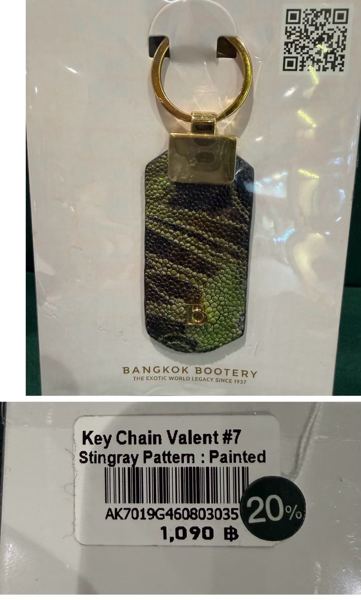 b
BANGKOK BOOTERY
THE EXOTIC WORLD LEGACY SINCE 1937
Key Chain Valent #7
Stingray Pattern : Painted
AK7019G460803035
20%
1,090 ฿